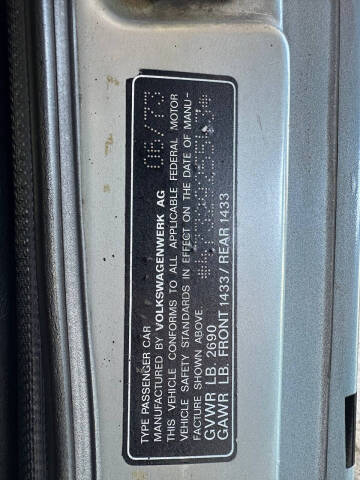 TYPE PASSENGER CAR
MANUFACTURED BY VOLKSWAGENWERK AG 06/73
THIS VEHICLE CONFORMS TO ALL APPLICABLE FEDERAL MOTOR
VEHICLE SAFETY STANDARDS IN EFFECT ON THE DATE OF MANU-
FACTURE SHOWN ABOVE.
GVWR LB. 2690
GAWR LB. FRONT 1433/REAR 1433